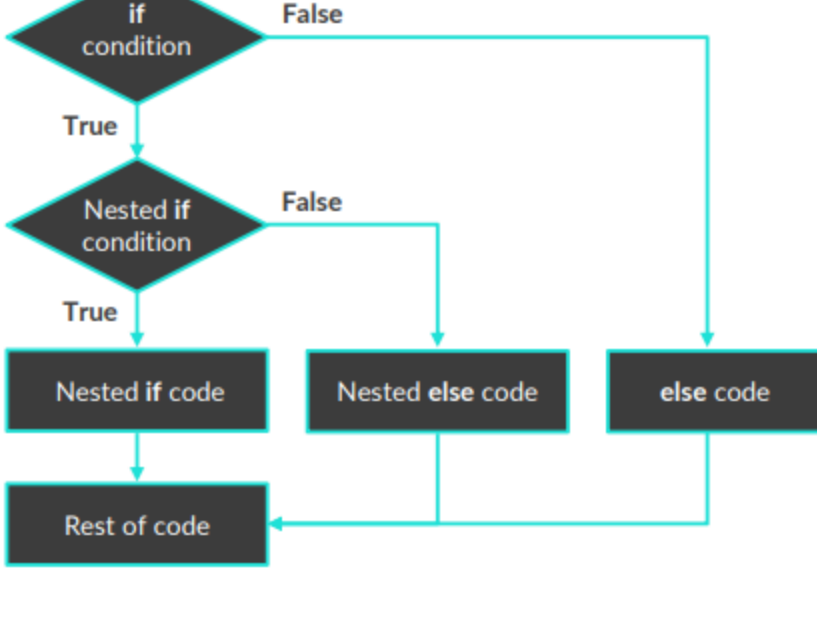 if
condition
False
True
Nested if
condition
False
True
Nested if code
Nested else code
else code
Rest of code